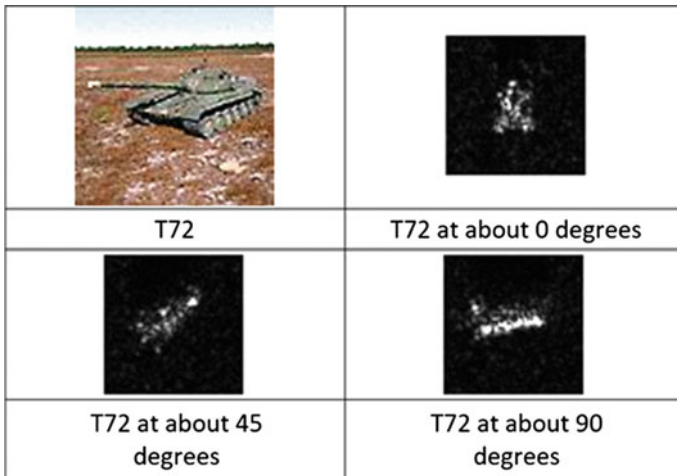 T72
T72 at about 0 degrees
T72 at about 45
degrees
T72 at about 90
degrees